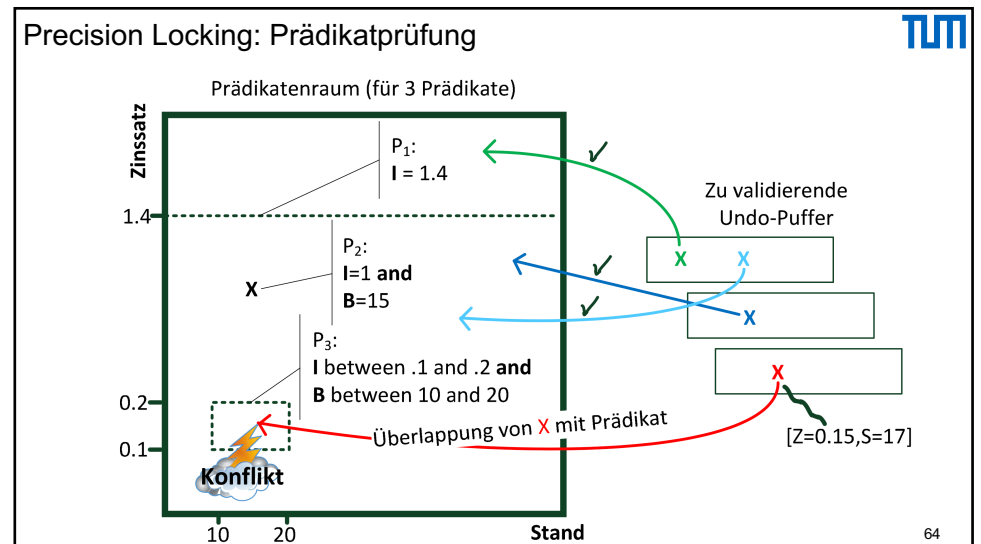 Precision Locking: Prädikatprüfung
TUM
Prädikatenraum (für 3 Prädikate)
Zinssatz
P₁:
I = 1.4
1.4
Zu validierende
Undo-Puffer
P₂:
I=1 and
B=15
X
X
X
X
P₃:
I between .1 and .2 and
B between 10 and 20
X
0.2
0.1
Überlappung von X mit Prädikat
[Z=0.15,S=17]
Konflikt
10
20
Stand
64